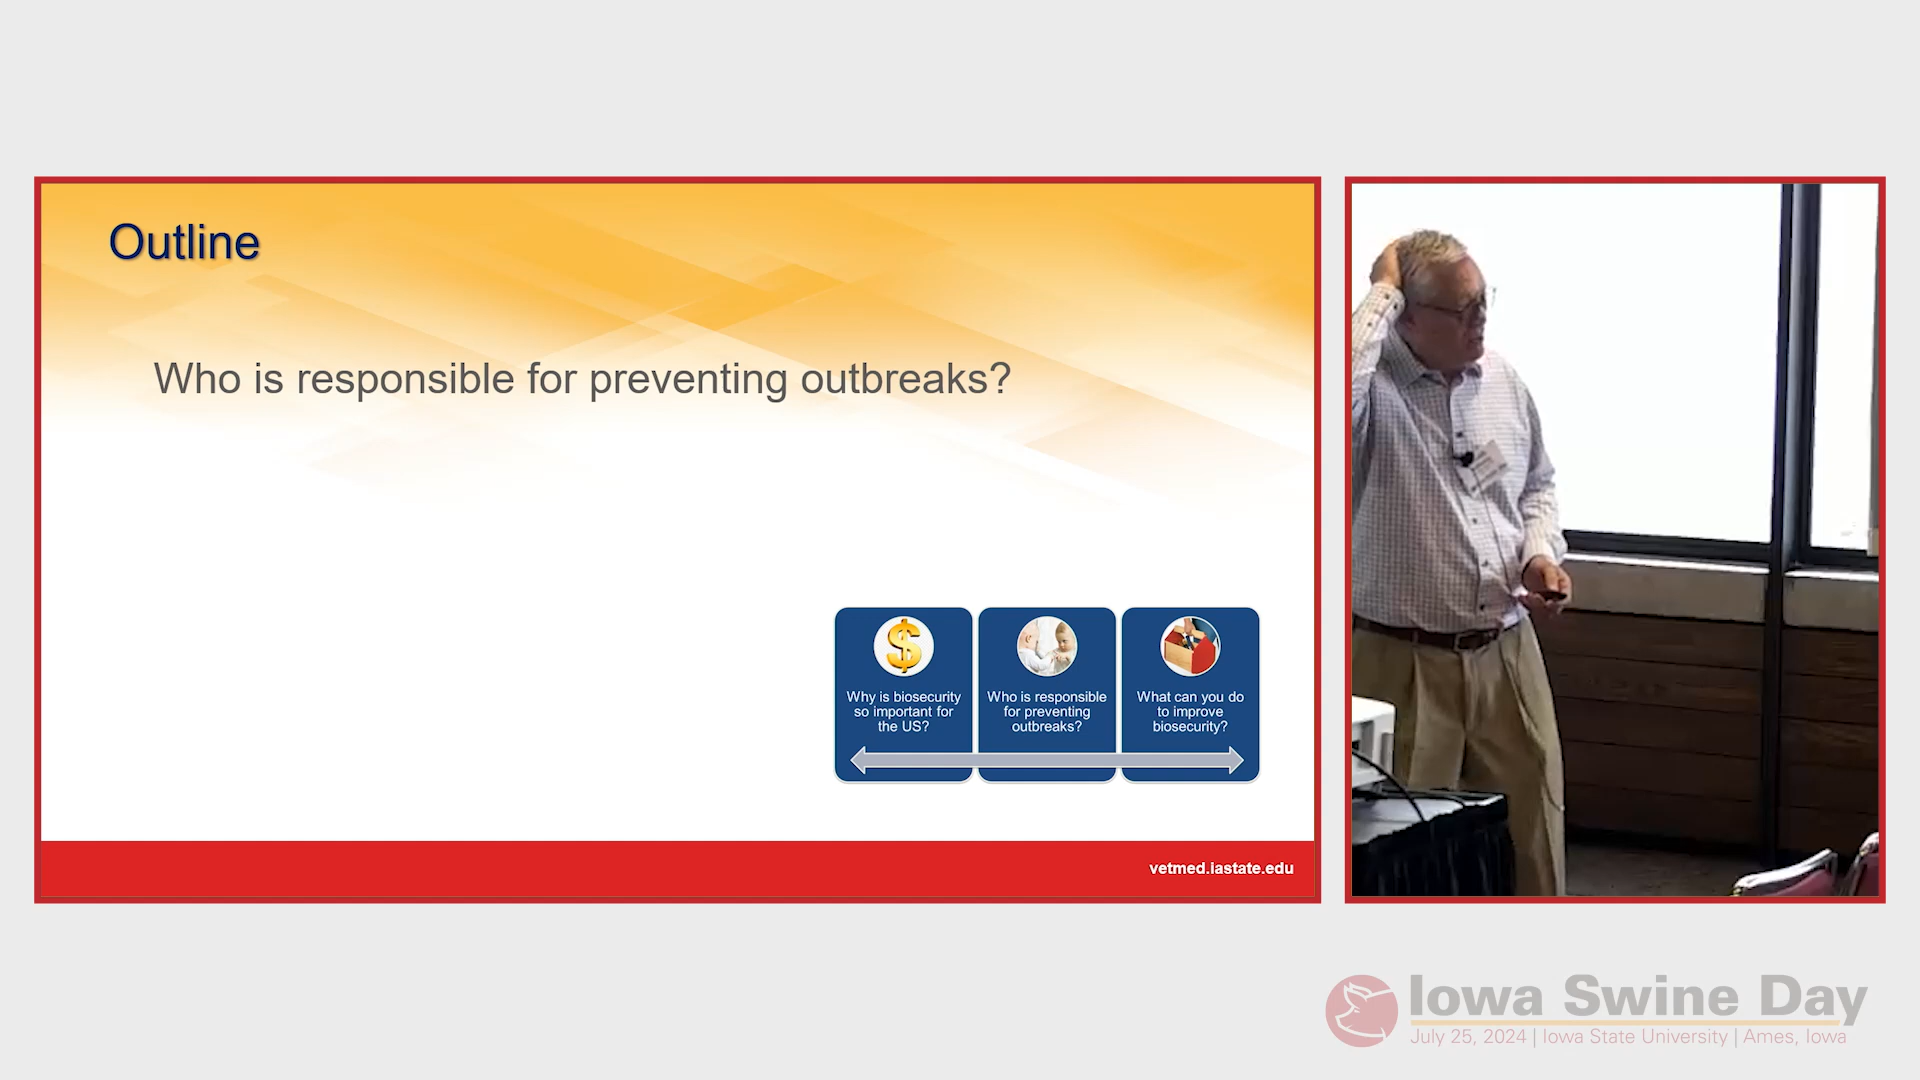 Outline
Who is responsible for preventing outbreaks?
$
Why is biosecurity
so important for
the US?
Who is responsible
for preventing
outbreaks?
What can you do
to improve
biosecurity?
vetmed.iastate.edu
Iowa Swine Day
July 25, 2024 | Iowa State University | Ames, Iowa